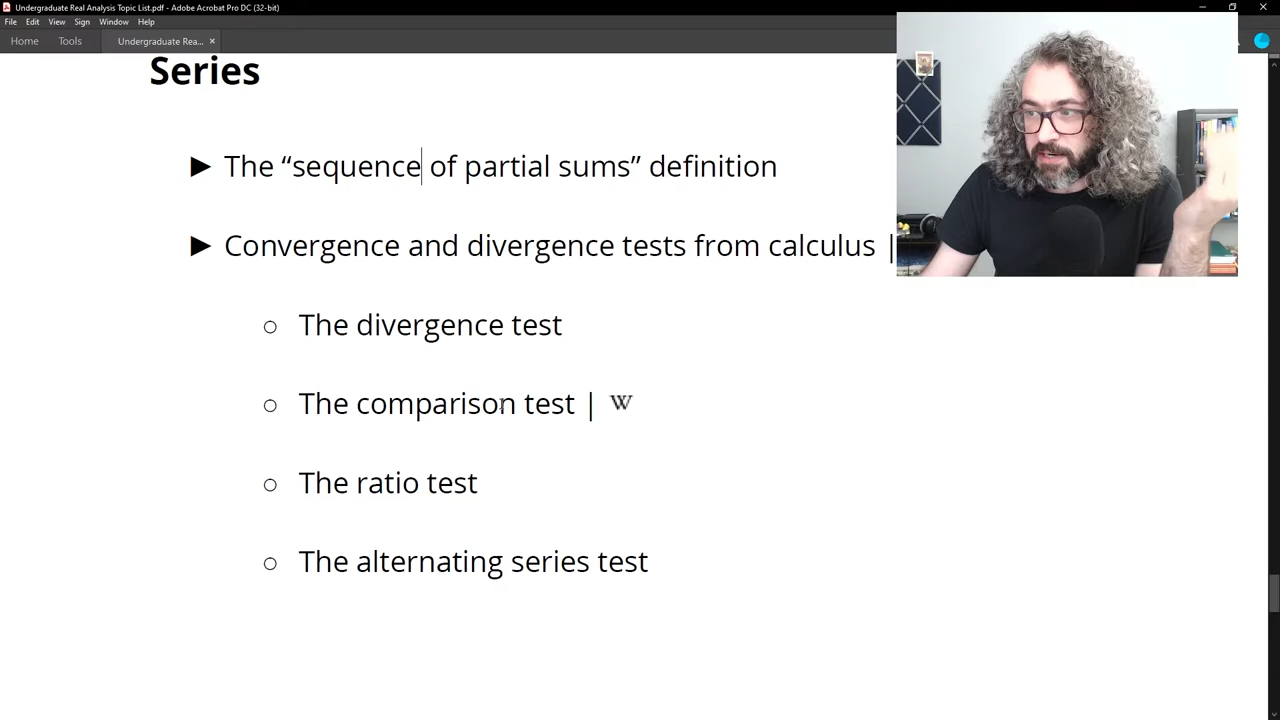 Undergraduate Real Analysis Topic List.pdf - Adobe Acrobat Pro DC (32-bit)
File Edit View Sign Window Help
Home Tools Undergraduate Rea... ×
Series
► The “sequence of partial sums” definition
► Convergence and divergence tests from calculus |
○ The divergence test
○ The comparison test | W
○ The ratio test
○ The alternating series test